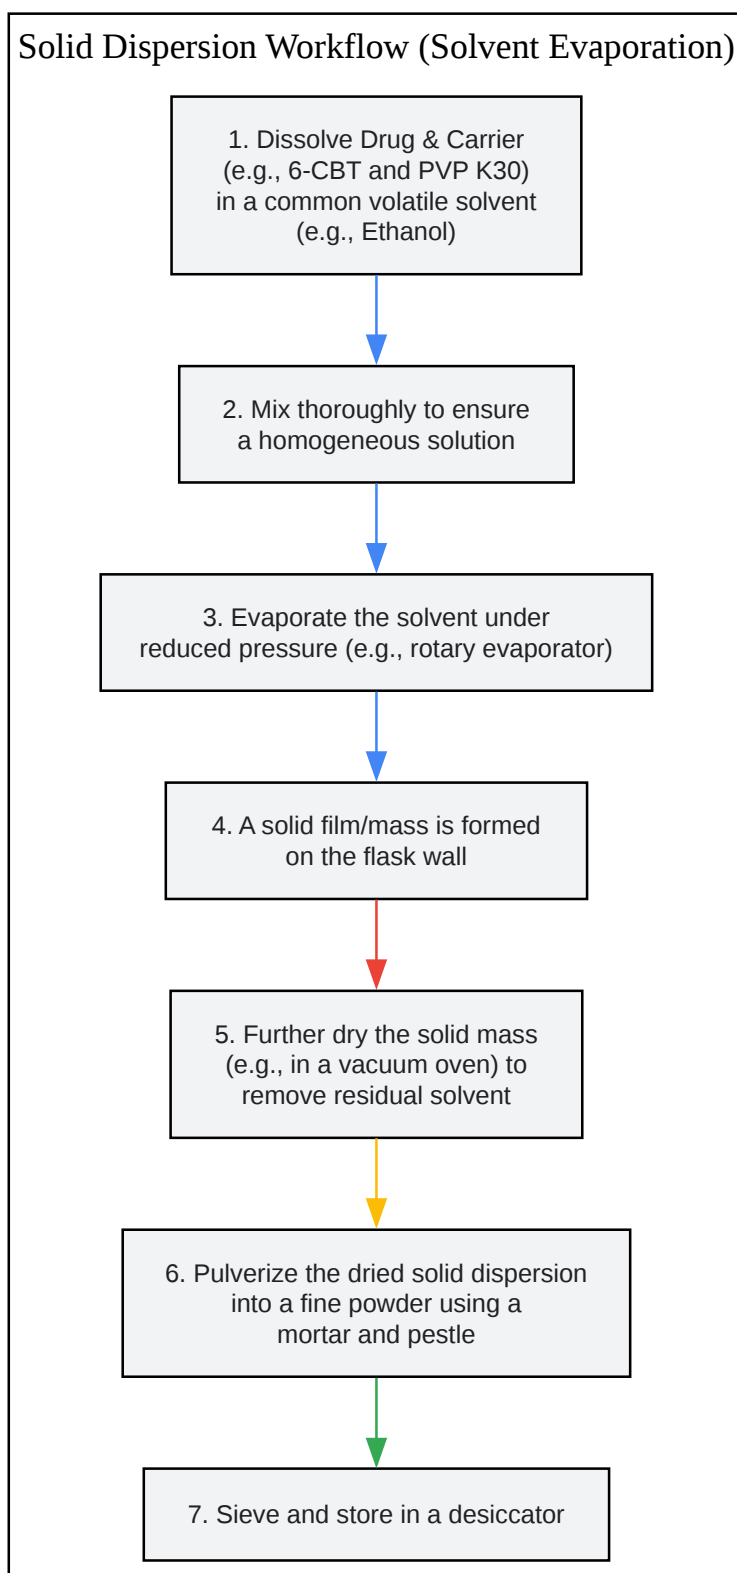 Solid Dispersion Workflow (Solvent Evaporation)
1. Dissolve Drug & Carrier
(e.g., 6-CBT and PVP K30)
in a common volatile solvent
(e.g., Ethanol)
2. Mix thoroughly to ensure
a homogeneous solution
3. Evaporate the solvent under
reduced pressure (e.g., rotary evaporator)
4. A solid film/mass is formed
on the flask wall
5. Further dry the solid mass
(e.g., in a vacuum oven) to
remove residual solvent
6. Pulverize the dried solid dispersion
into a fine powder using a
mortar and pestle
7. Sieve and store in a desiccator